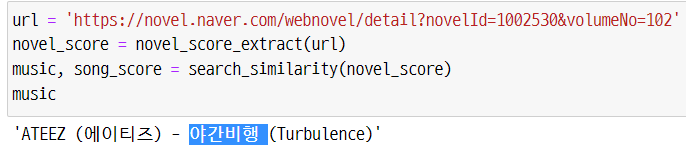 url = 'https://novel.naver.com/webnovel/detail?novelId=1002530&volumeNo=102'
novel_score = novel_score_extract(url)
music, song_score = search_similarity(novel_score)
music
'ATEEZ (에이티즈) - 야간비행 (Turbulence)'